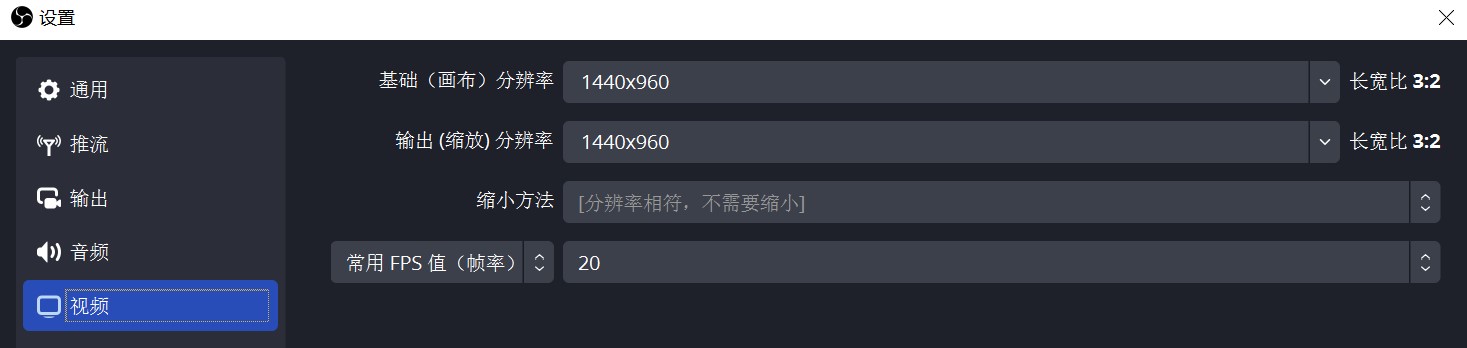 设置
通用
推流
输出
音频
视频
基础（画布）分辨率 1440x960 长宽比 3:2
输出 (缩放) 分辨率 1440x960 长宽比 3:2
缩小方法 [分辨率相符，不需要缩小]
常用 FPS 值（帧率） 20